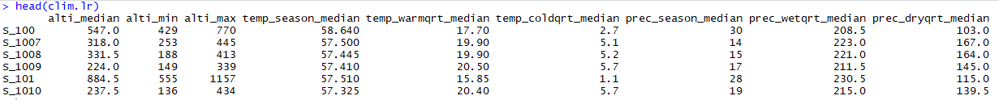 > head(clim.lr)
alti_median alti_min alti_max temp_season_median temp_warmqrt_median temp_coldqrt_median prec_season_median prec_wetqrt_median prec_dryqrt_median
S_100 547.0 429 770 58.640 17.70 2.7 30 208.5 103.0
S_1007 318.0 253 445 57.500 19.90 5.1 14 223.0 167.0
S_1008 331.5 188 413 57.445 19.90 5.2 15 221.0 164.0
S_1009 224.0 149 339 57.410 20.50 5.7 17 211.5 145.0
S_101 884.5 555 1157 57.510 15.85 1.1 28 230.5 115.0
S_1010 237.5 136 434 57.325 20.40 5.7 19 215.0 139.5